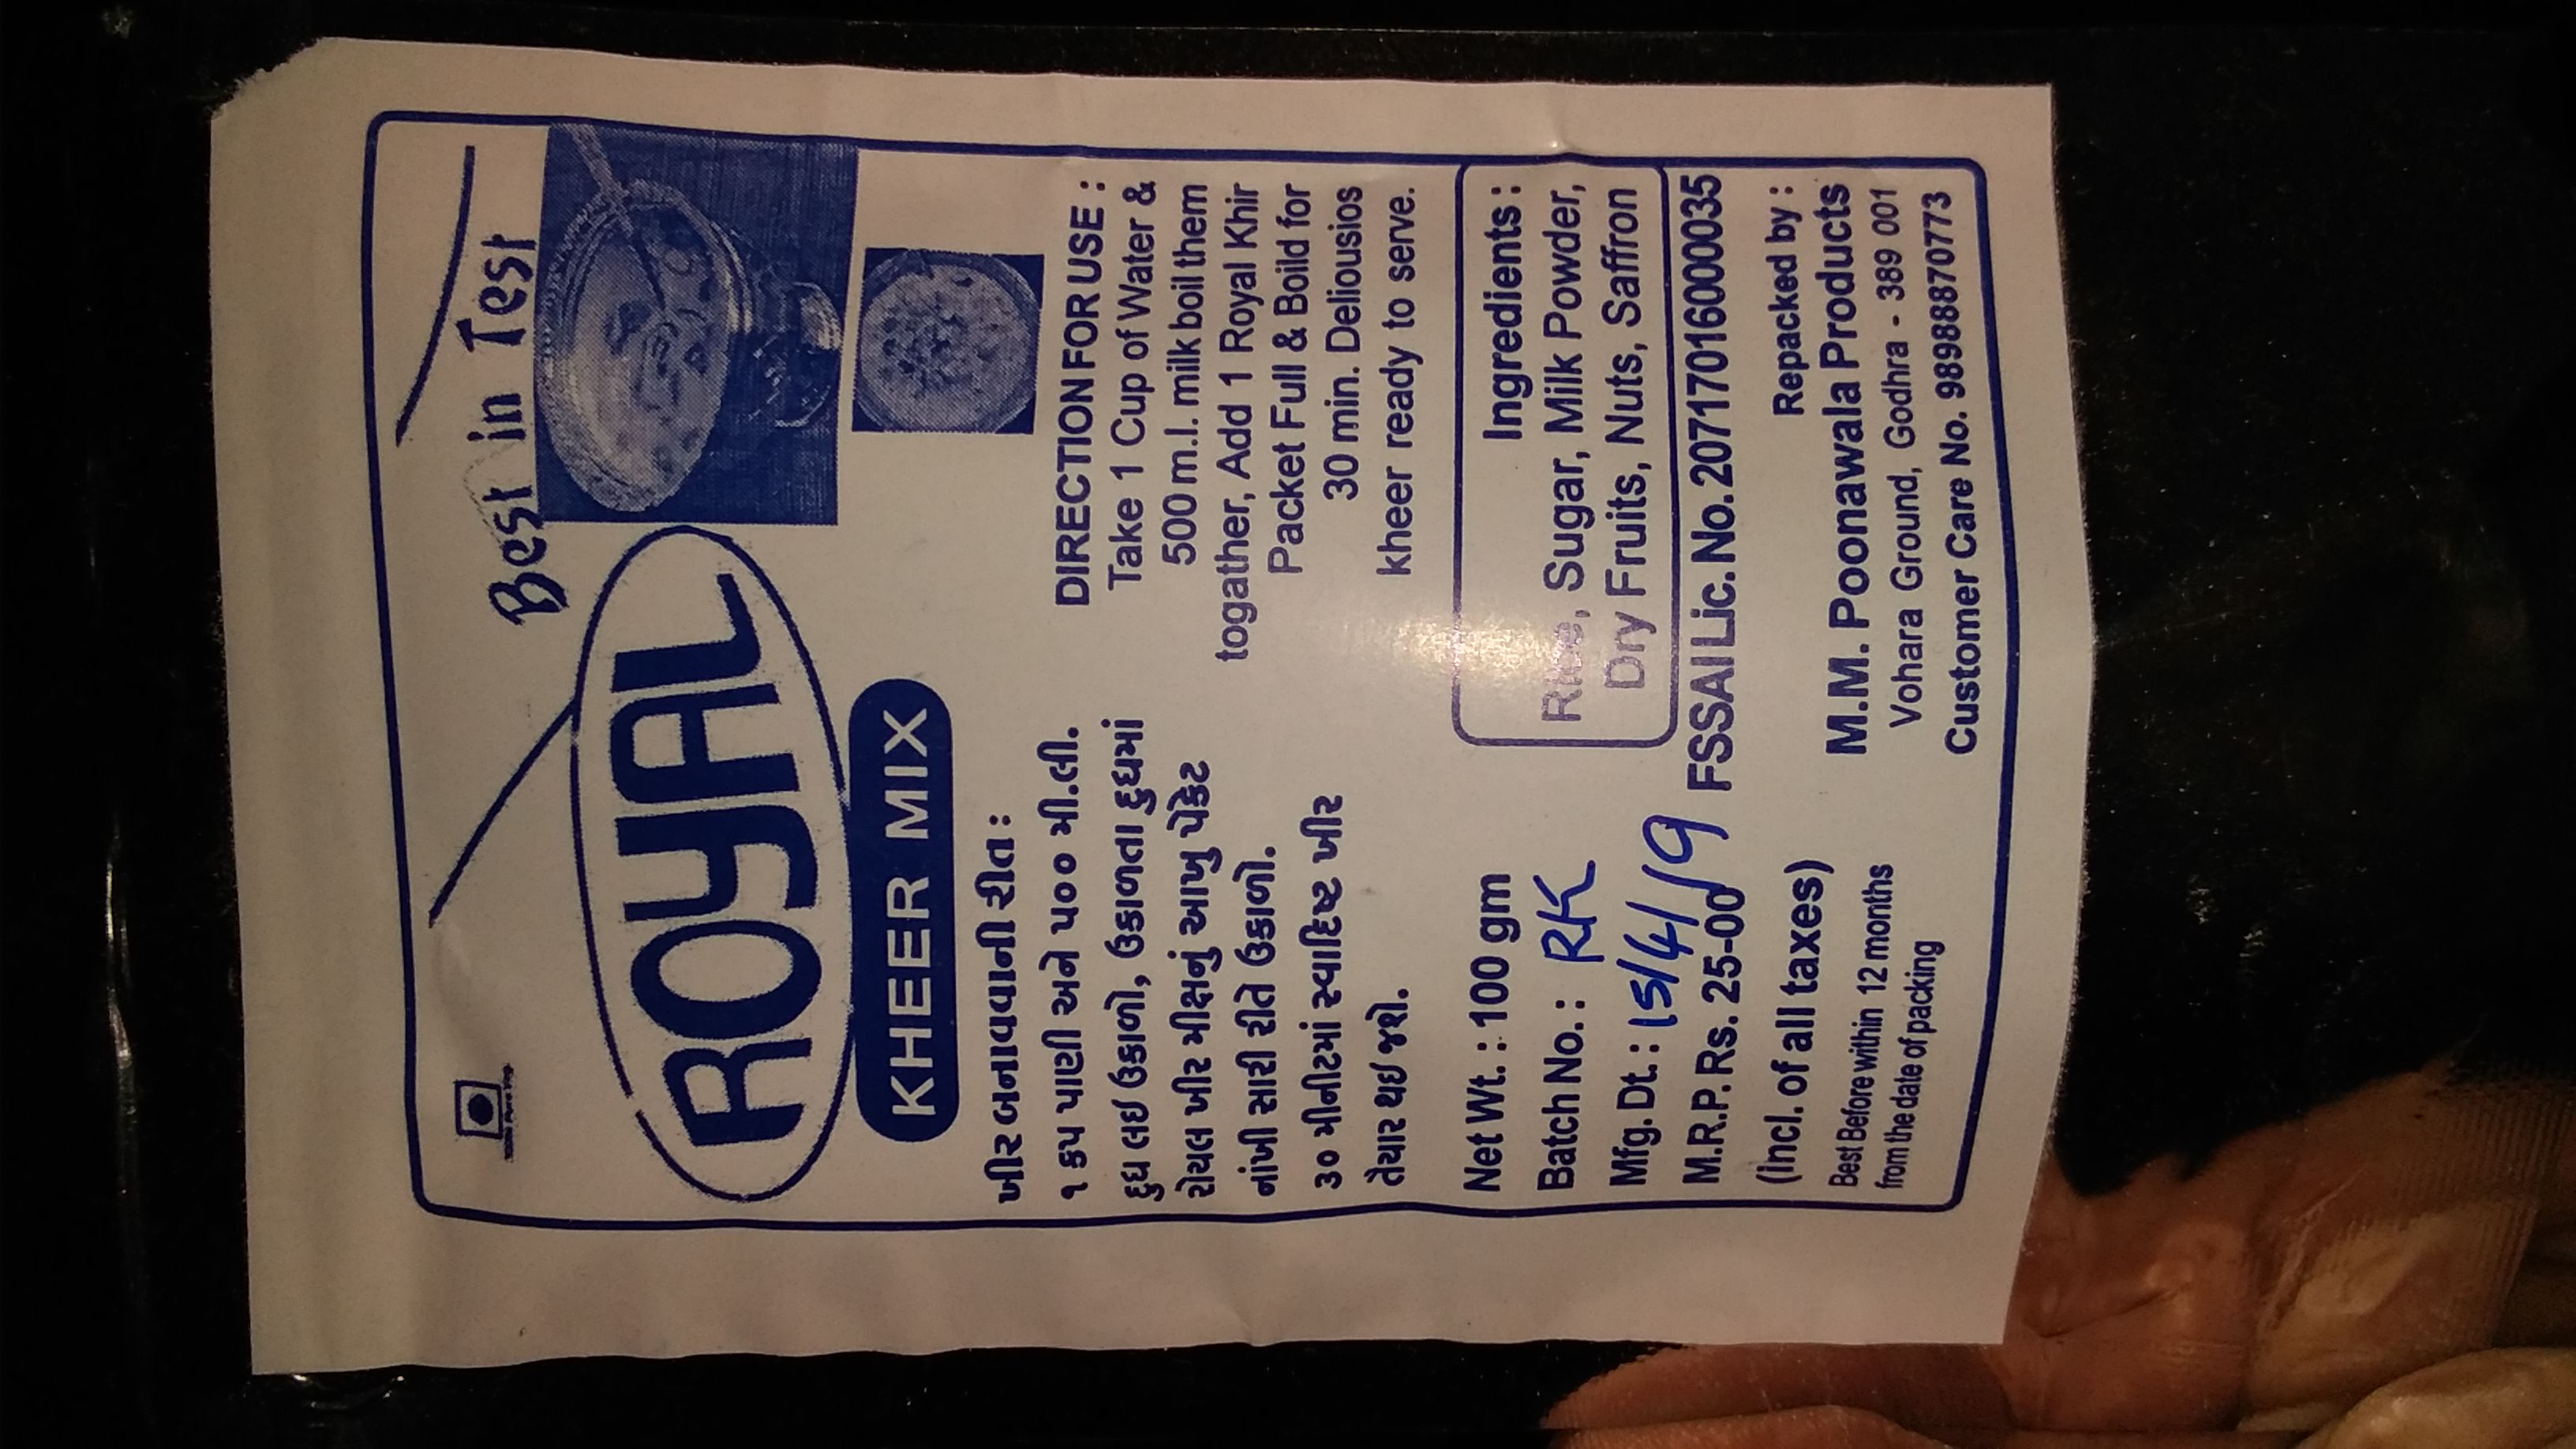 Best in Test
ROYAL
KHEER MIX
ખીર બનાવવાની રીત :
૧ કપ પાણી અને ૫૦૦ મી.લી.
દુધ લઇ ઉકાળો, ઉકાળતા દુધમાં
રોયલ ખીર મીક્ષનું આખુ પેકેટ
નાંખી સારી રીતે ઉકાળો.
૩૦ મીનીટમાં સ્વાદિષ્ટ ખીર
તૈયાર થઇ જશે.
DIRECTION FOR USE :
Take 1 Cup of Water &
500 m.l. milk boil them
togather, Add 1 Royal Khir
Packet Full & Boild for
30 min. Deliousios
kheer ready to serve.
Net Wt. : 100 gm
Batch No. : RK
Mfg. Dt. : 15/4/19
M.R.P. Rs. 25-00
(Incl. of all taxes)
Best Before within 12 months
from the date of packing
Ingredients :
Rice, Sugar, Milk Powder,
Dry Fruits, Nuts, Saffron
FSSAI Lic. No. 20717016000035
Repacked by :
M.M. Poonawala Products
Vohara Ground, Godhra - 389 001
Customer Care No. 9898870773